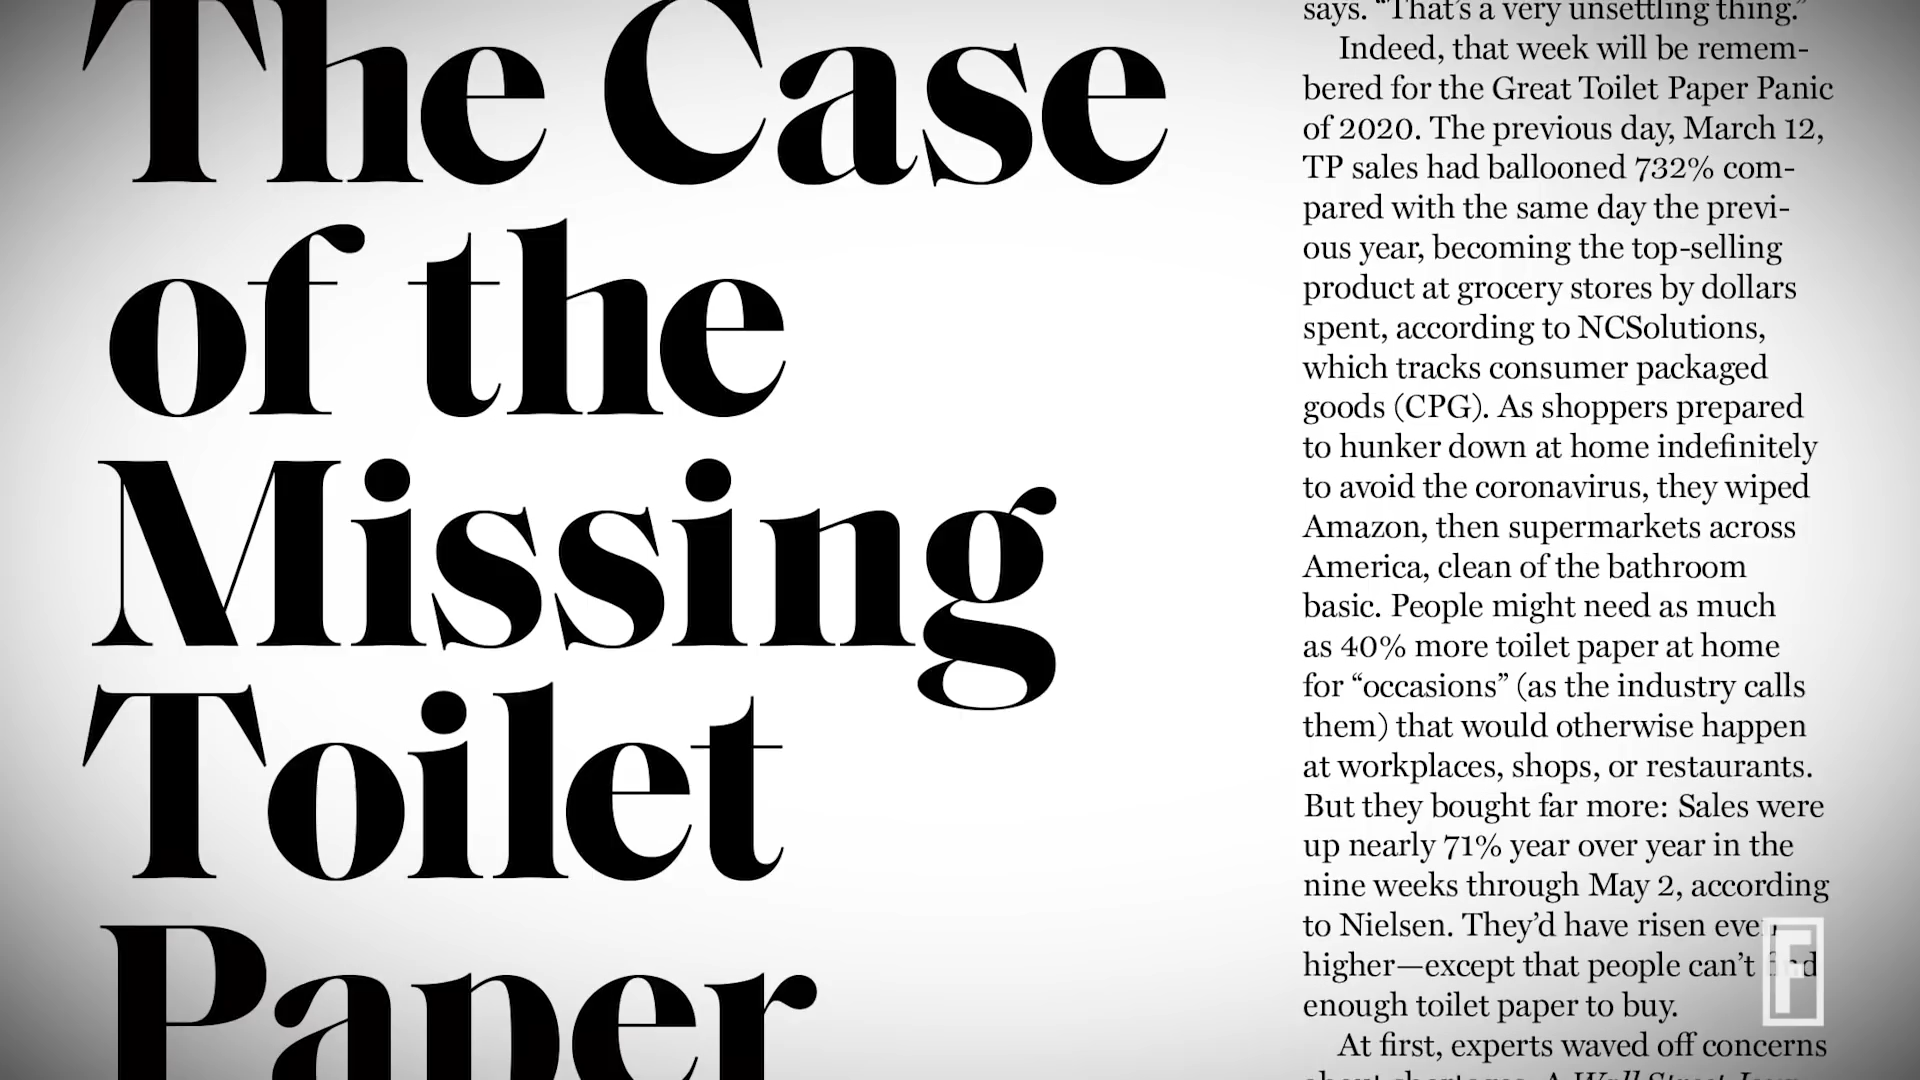 The Case
of the
Missing
Toilet
Paper
says. “That’s a very unsettling thing.”
Indeed, that week will be remem-
bered for the Great Toilet Paper Panic
of 2020. The previous day, March 12,
TP sales had ballooned 732% com-
pared with the same day the previ-
ous year, becoming the top-selling
product at grocery stores by dollars
spent, according to NCSolutions,
which tracks consumer packaged
goods (CPG). As shoppers prepared
to hunker down at home indefinitely
to avoid the coronavirus, they wiped
Amazon, then supermarkets across
America, clean of the bathroom
basic. People might need as much
as 40% more toilet paper at home
for “occasions” (as the industry calls
them) that would otherwise happen
at workplaces, shops, or restaurants.
But they bought far more: Sales were
up nearly 71% year over year in the
nine weeks through May 2, according
to Nielsen. They’d have risen even
higher—except that people can’t find
enough toilet paper to buy.
At first, experts waved off concerns
about shortages. A Wall Street Jour-
F